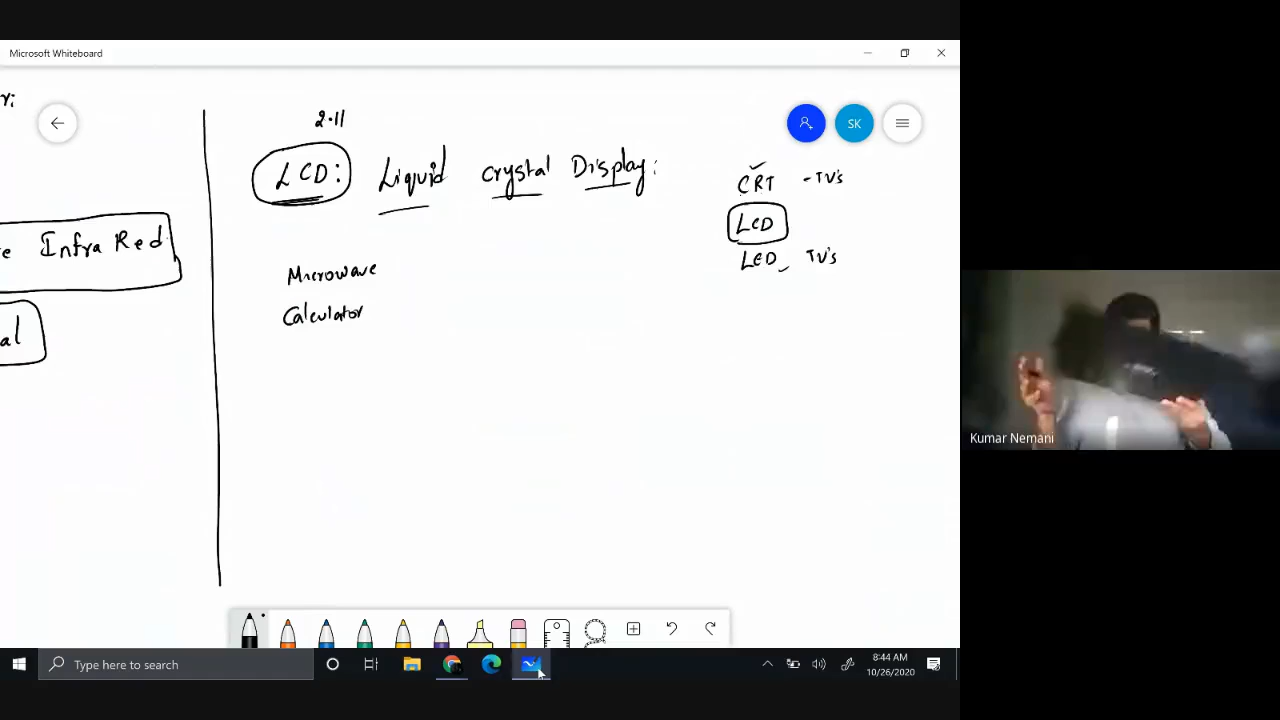 Microsoft Whiteboard
2.11
LCD: Liquid crystal Display:
CRT - TV's
LCD
LED TV's
Infra Red
al
Microwave
Calculator
SK
Kumar Nemani
Type here to search
8:44 AM
10/26/2020